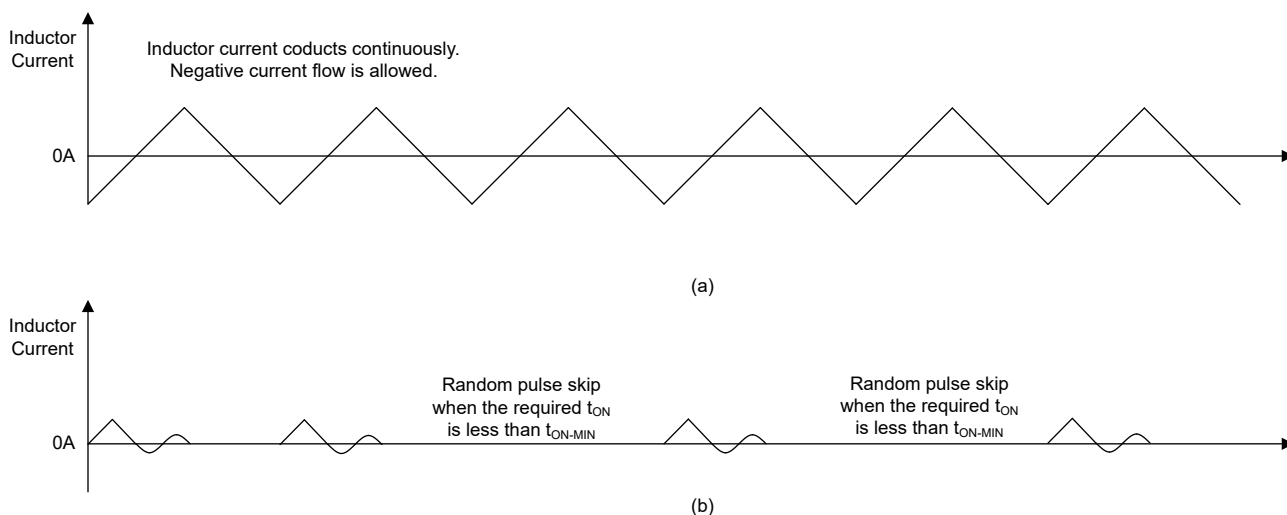 Inductor
Current
Inductor current coducts continuously.
Negative current flow is allowed.
0A
(a)
Inductor
Current
Random pulse skip
when the required tON
is less than tON-MIN
Random pulse skip
when the required tON
is less than tON-MIN
0A
(b)